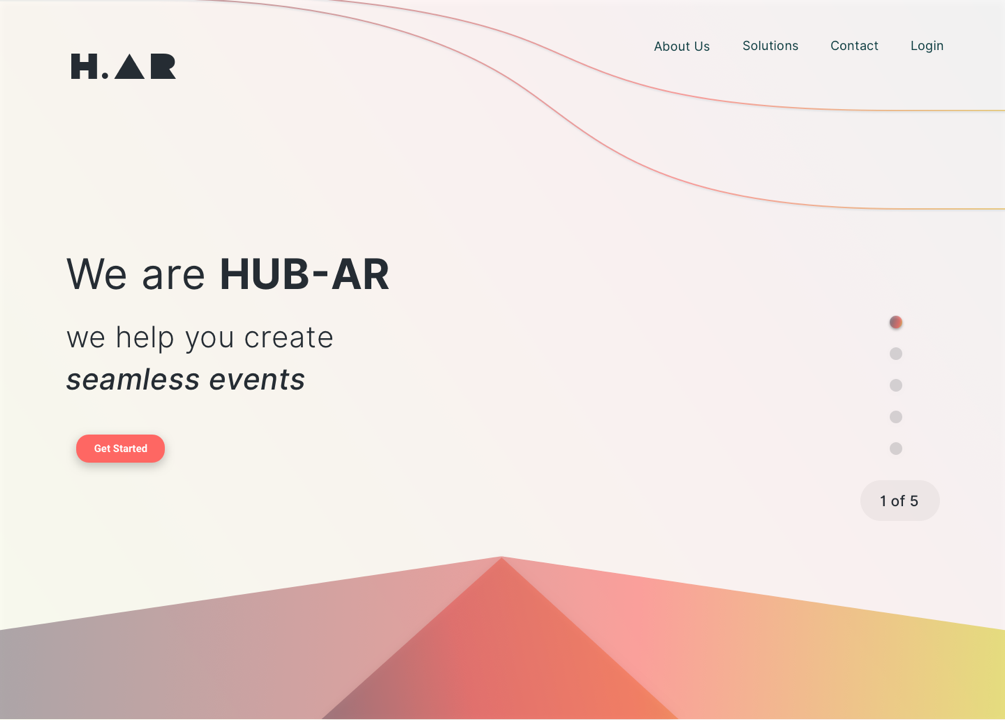 H.AR
About Us
Solutions
Contact
Login
We are HUB-AR
we help you create
seamless events
Get Started
1 of 5